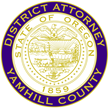 DISTRICT ATTORNEY
STATE OF OREGON
1859
YAMHILL COUNTY